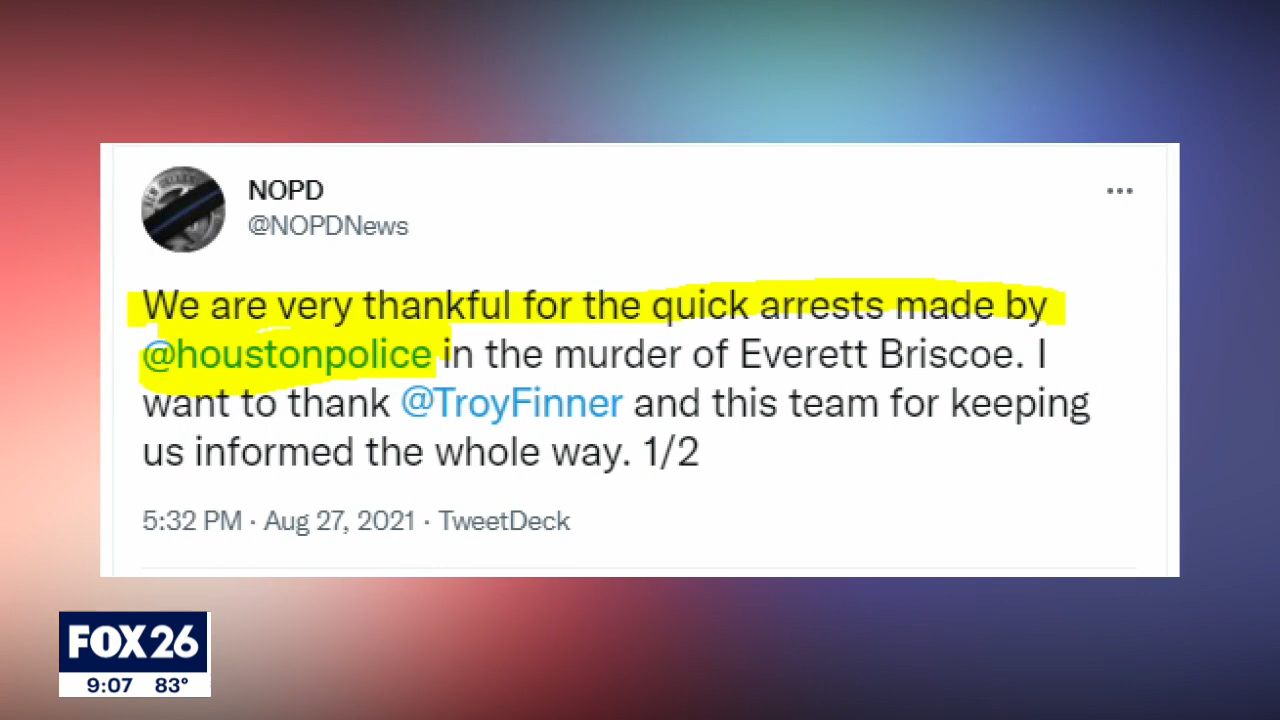 NOPD
@NOPDNews
We are very thankful for the quick arrests made by
@houstonpolice in the murder of Everett Briscoe. I
want to thank @TroyFinner and this team for keeping
us informed the whole way. 1/2
5:32 PM · Aug 27, 2021 · TweetDeck
FOX 26
9:07 83°